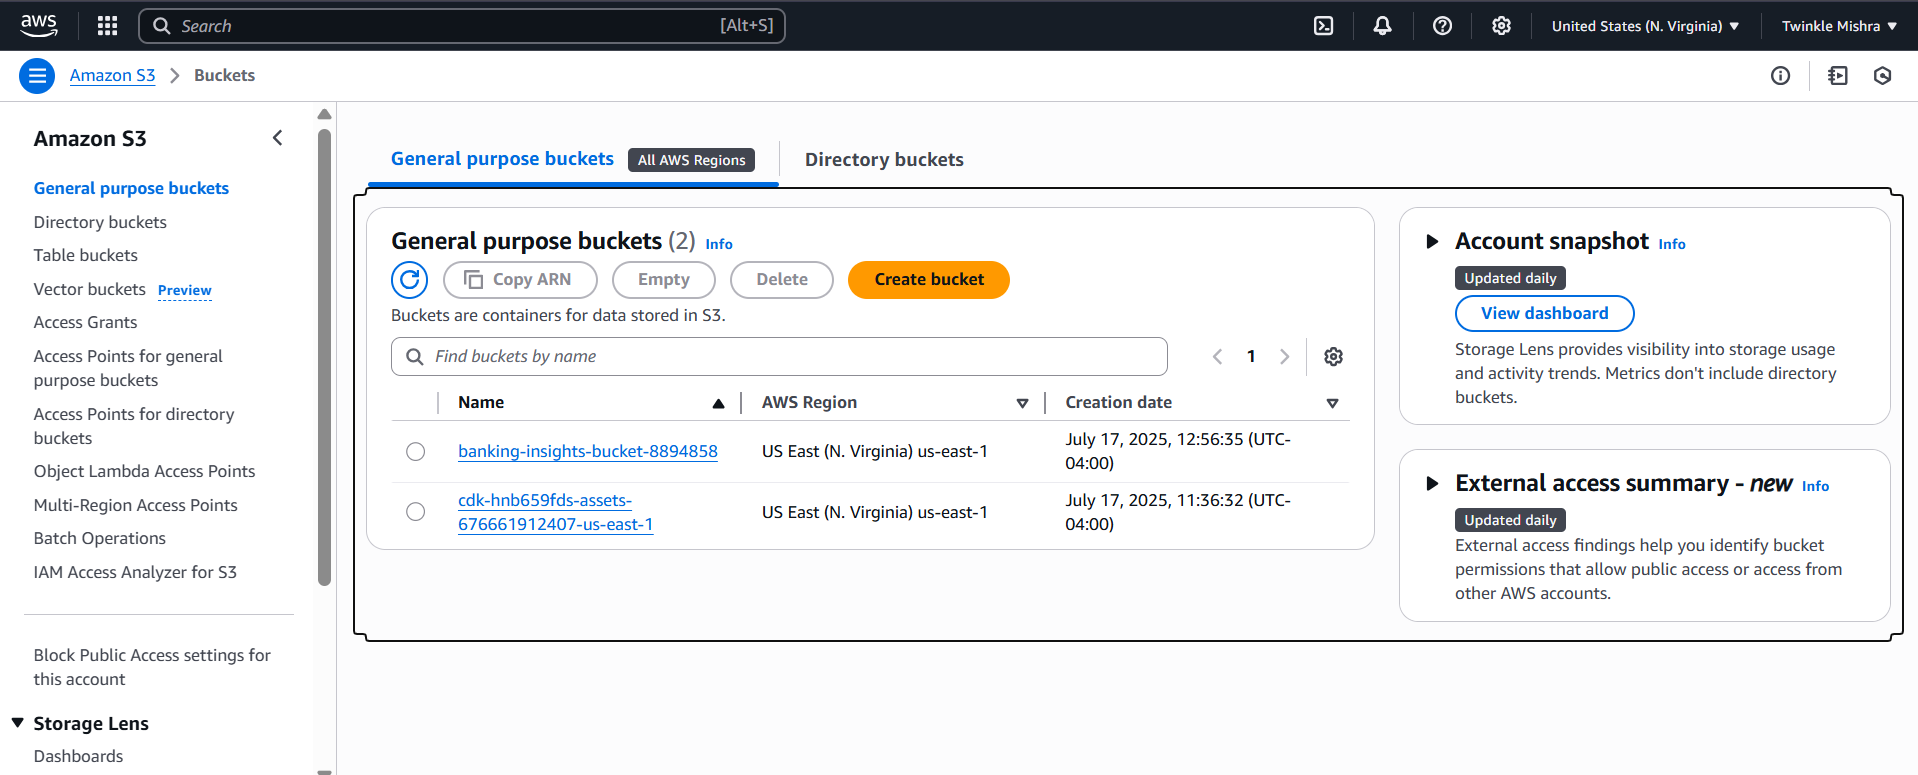 aws
Search [Alt+S]
United States (N. Virginia)
Twinkle Mishra
Amazon S3
Buckets
Amazon S3
General purpose buckets
Directory buckets
Table buckets
Vector buckets Preview
Access Grants
Access Points for general
purpose buckets
Access Points for directory
buckets
Object Lambda Access Points
Multi-Region Access Points
Batch Operations
IAM Access Analyzer for S3
Block Public Access settings for
this account
Storage Lens
Dashboards
General purpose buckets All AWS Regions
Directory buckets
General purpose buckets (2) Info
Copy ARN
Empty
Delete
Create bucket
Buckets are containers for data stored in S3.
Find buckets by name
1
Name AWS Region Creation date
banking-insights-bucket-8894858 US East (N. Virginia) us-east-1 July 17, 2025, 12:56:35 (UTC-
04:00)
cdk-hnb659fds-assets-
676661912407-us-east-1 US East (N. Virginia) us-east-1 July 17, 2025, 11:36:32 (UTC-
04:00)
Account snapshot Info
Updated daily
View dashboard
Storage Lens provides visibility into storage usage
and activity trends. Metrics don't include directory
buckets.
External access summary - new Info
Updated daily
External access findings help you identify bucket
permissions that allow public access or access from
other AWS accounts.